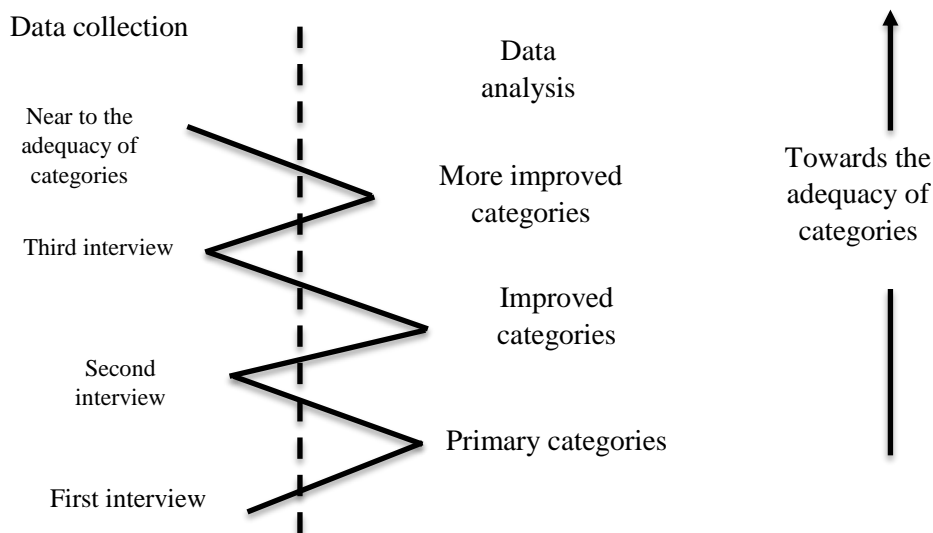 Data collection
Data
analysis
Near to the
adequacy of
categories
More improved
categories
Towards the
adequacy of
categories
Third interview
Improved
categories
Second
interview
Primary categories
First interview